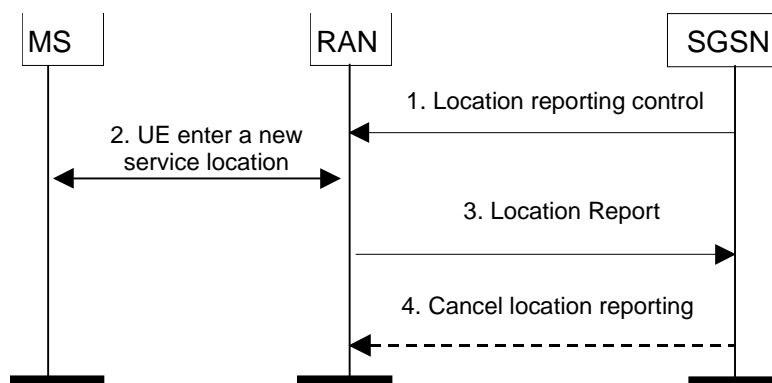 MS
RAN
SGSN
1. Location reporting control
2. UE enter a new
service location
3. Location Report
4. Cancel location reporting